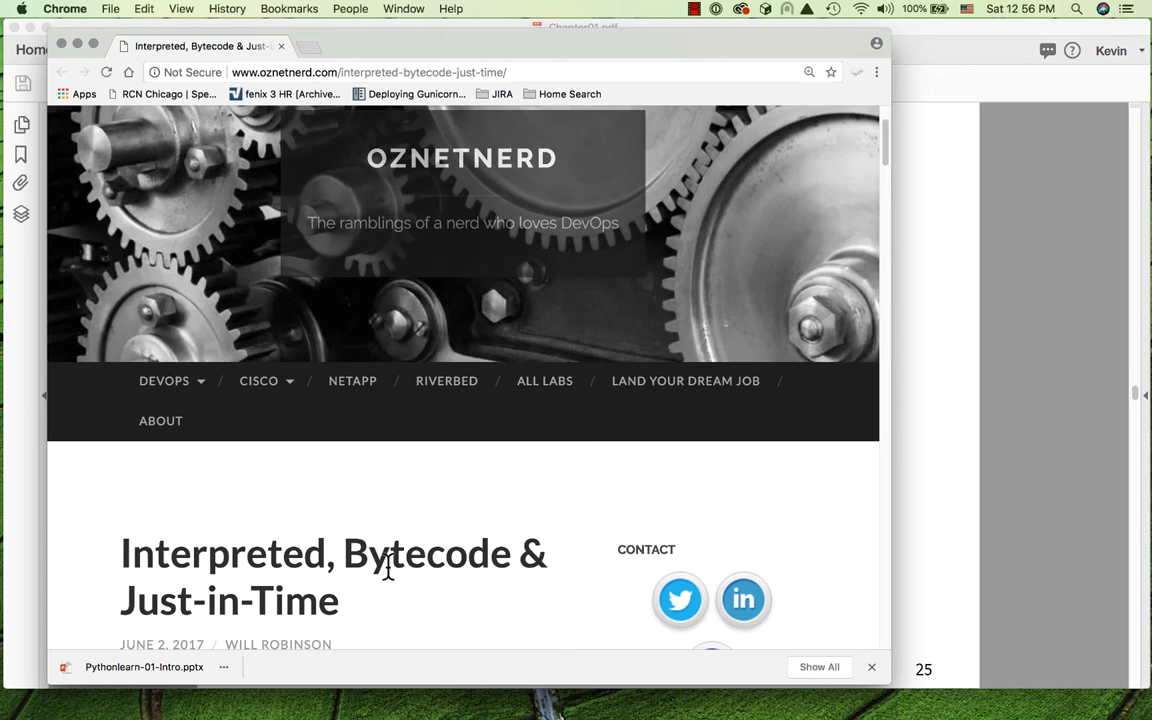 Chrome File Edit View History Bookmarks People Window Help 100% Sat 12:56 PM
Chapter01.pdf
Interpreted, Bytecode & Just-i
Hom
Kevin
Not Secure www.oznetnerd.com/interpreted-bytecode-just-time/
Apps RCN Chicago | Spe... fenix 3 HR [Archive... Deploying Gunicorn... JIRA Home Search
OZNETNERD
The ramblings of a nerd who loves DevOps
DEVOPS / CISCO / NETAPP / RIVERBED / ALL LABS / LAND YOUR DREAM JOB /
ABOUT
Interpreted, Bytecode &
Just-in-Time
JUNE 2, 2017 / WILL ROBINSON
CONTACT
in
Pythonlearn-01-Intro.pptx Show All
25